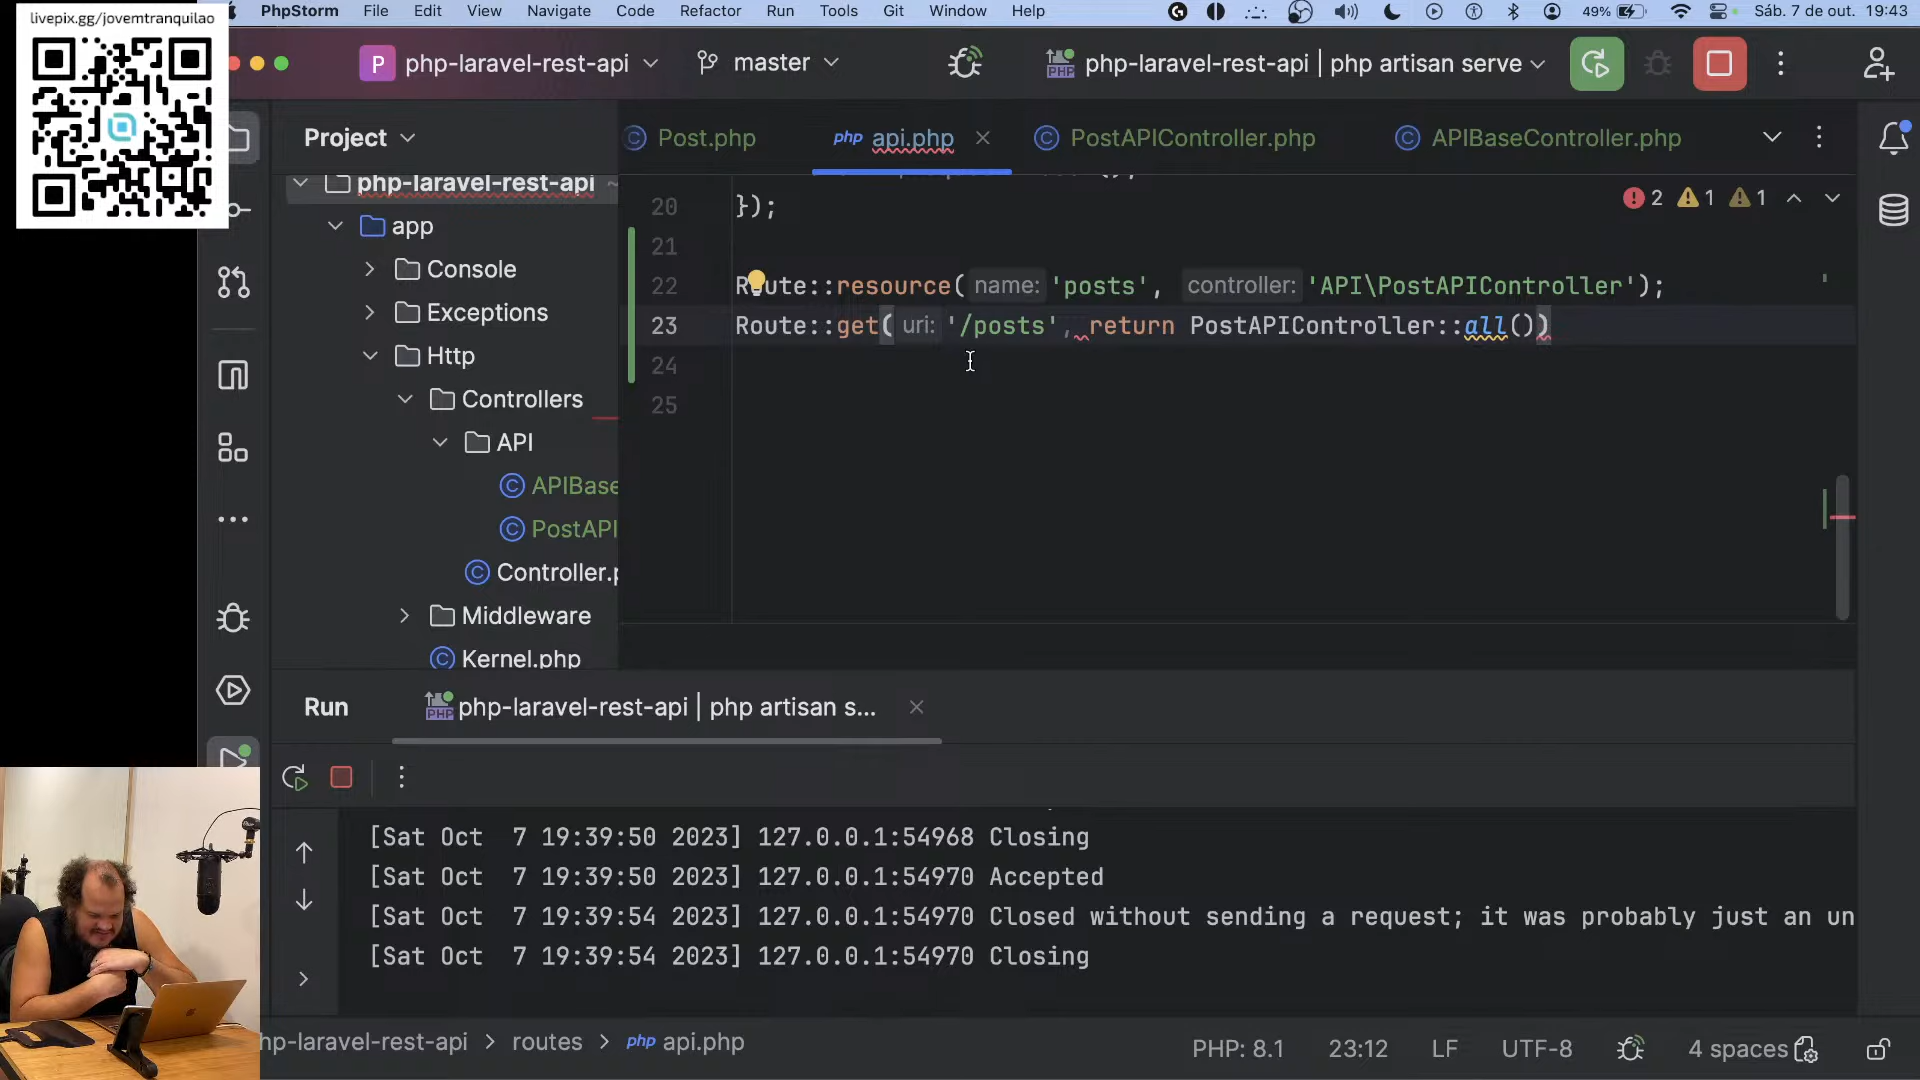 livepix.gg/jovemtranquilao
PhpStorm File Edit View Navigate Code Refactor Run Tools Git Window Help 49% Sáb. 7 de out. 19:43
P php-laravel-rest-api master php-laravel-rest-api | php artisan serve
Project Post.php php api.php PostAPIController.php APIBaseController.php
php-laravel-rest-api ~
app
Console
Exceptions
Http
Controllers
API
APIBase
PostAPI
Controller.p
Middleware
Kernel.php
2 1 1
20 });
21
22 Route::resource( name: 'posts', controller: 'API\PostAPIController');
23 Route::get( uri: '/posts', return PostAPIController::all())
24
25
Run php-laravel-rest-api | php artisan s...
[Sat Oct 7 19:39:50 2023] 127.0.0.1:54968 Closing
[Sat Oct 7 19:39:50 2023] 127.0.0.1:54970 Accepted
[Sat Oct 7 19:39:54 2023] 127.0.0.1:54970 Closed without sending a request; it was probably just an un
[Sat Oct 7 19:39:54 2023] 127.0.0.1:54970 Closing
hp-laravel-rest-api > routes > php api.php PHP: 8.1 23:12 LF UTF-8 4 spaces